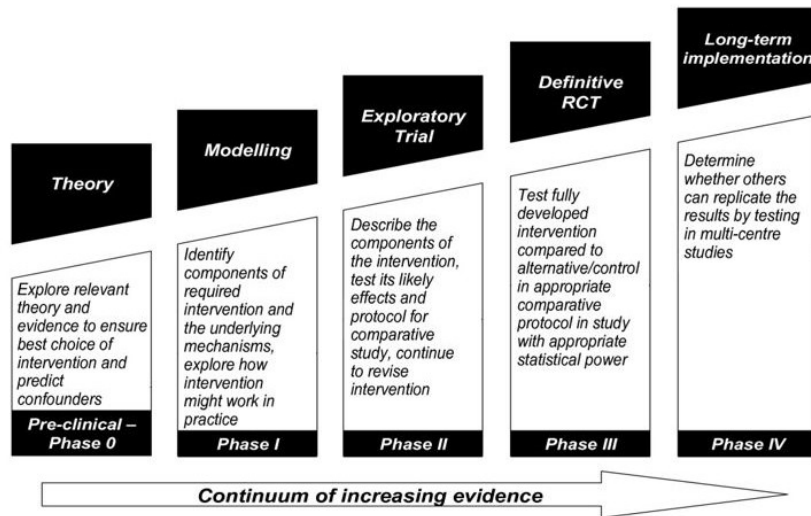 Theory
Explore relevant
theory and
evidence to ensure
best choice of
intervention and
predict
confounders
Pre-clinical –
Phase 0
Modelling
Identify
components of
required
intervention and
the underlying
mechanisms,
explore how
intervention
might work in
practice
Phase I
Exploratory
Trial
Describe the
components of
the intervention,
test its likely
effects and
protocol for
comparative
study, continue
to revise
intervention
Phase II
Definitive
RCT
Test fully
developed
intervention
compared to
alternative/control
in appropriate
comparative
protocol in study
with appropriate
statistical power
Phase III
Long-term
implementation
Determine
whether others
can replicate the
results by testing
in multi-centre
studies
Phase IV
Continuum of increasing evidence